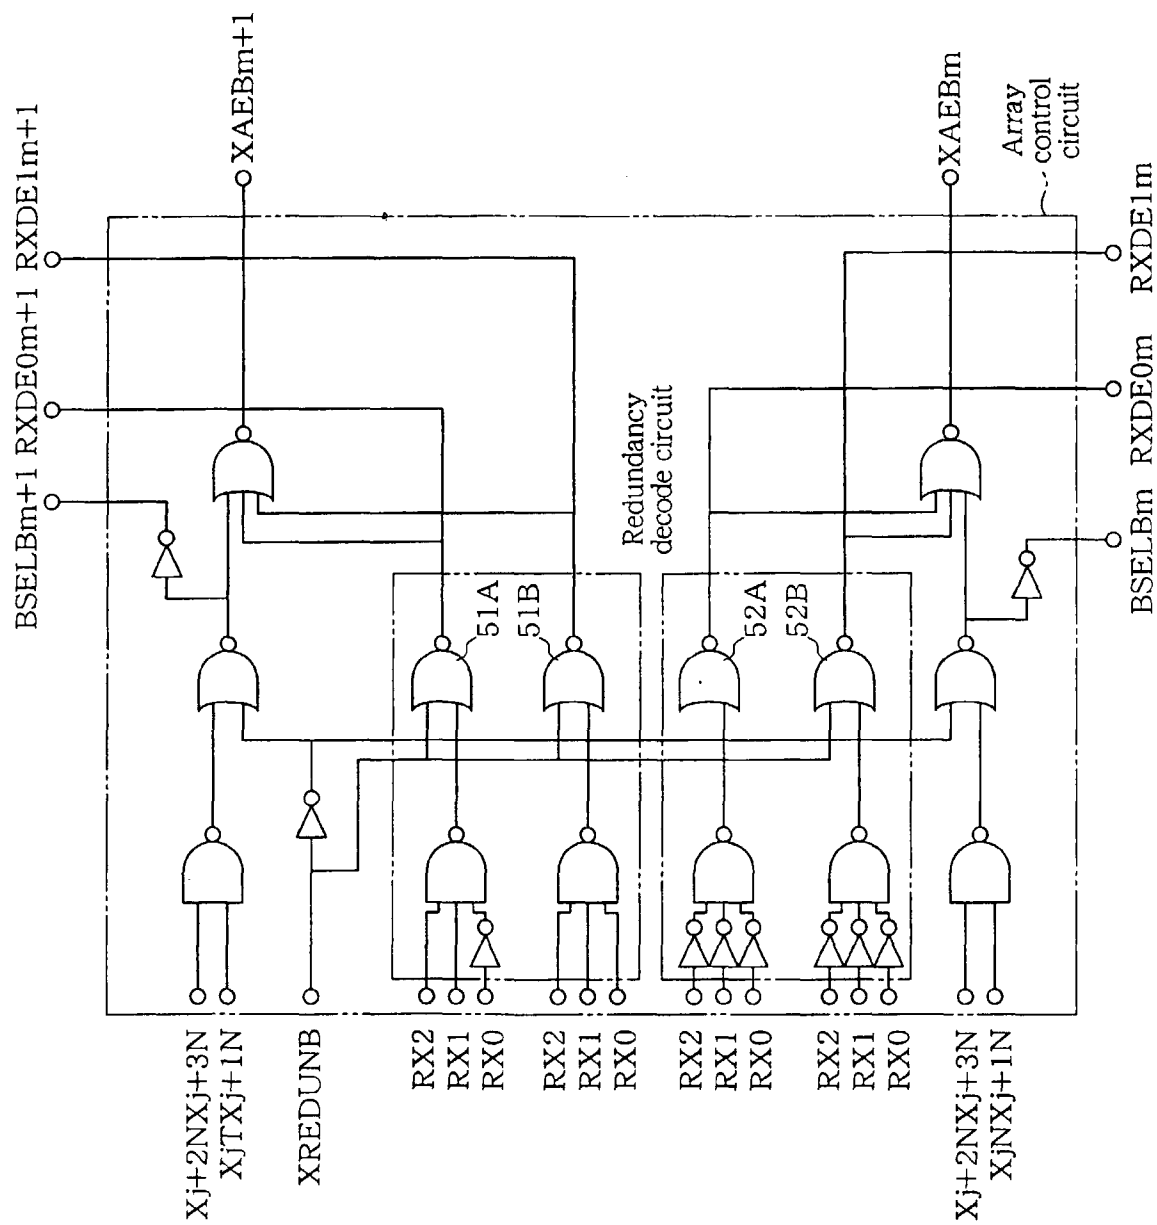 BSELBm+1
RXDE0m+1
RXDE1m+1
XAEBm+1
XAEBm
Array
control
circuit
RXDE1m
RXDE0m
BSELBm
Redundancy
decode circuit
51A
51B
52A
52B
Xj+2NXj+3N
XjTXj+1N
XREDUNB
RX2
RX1
RX0
RX2
RX1
RX0
RX2
RX1
RX0
RX2
RX1
RX0
Xj+2NXj+3N
XjNXj+1N